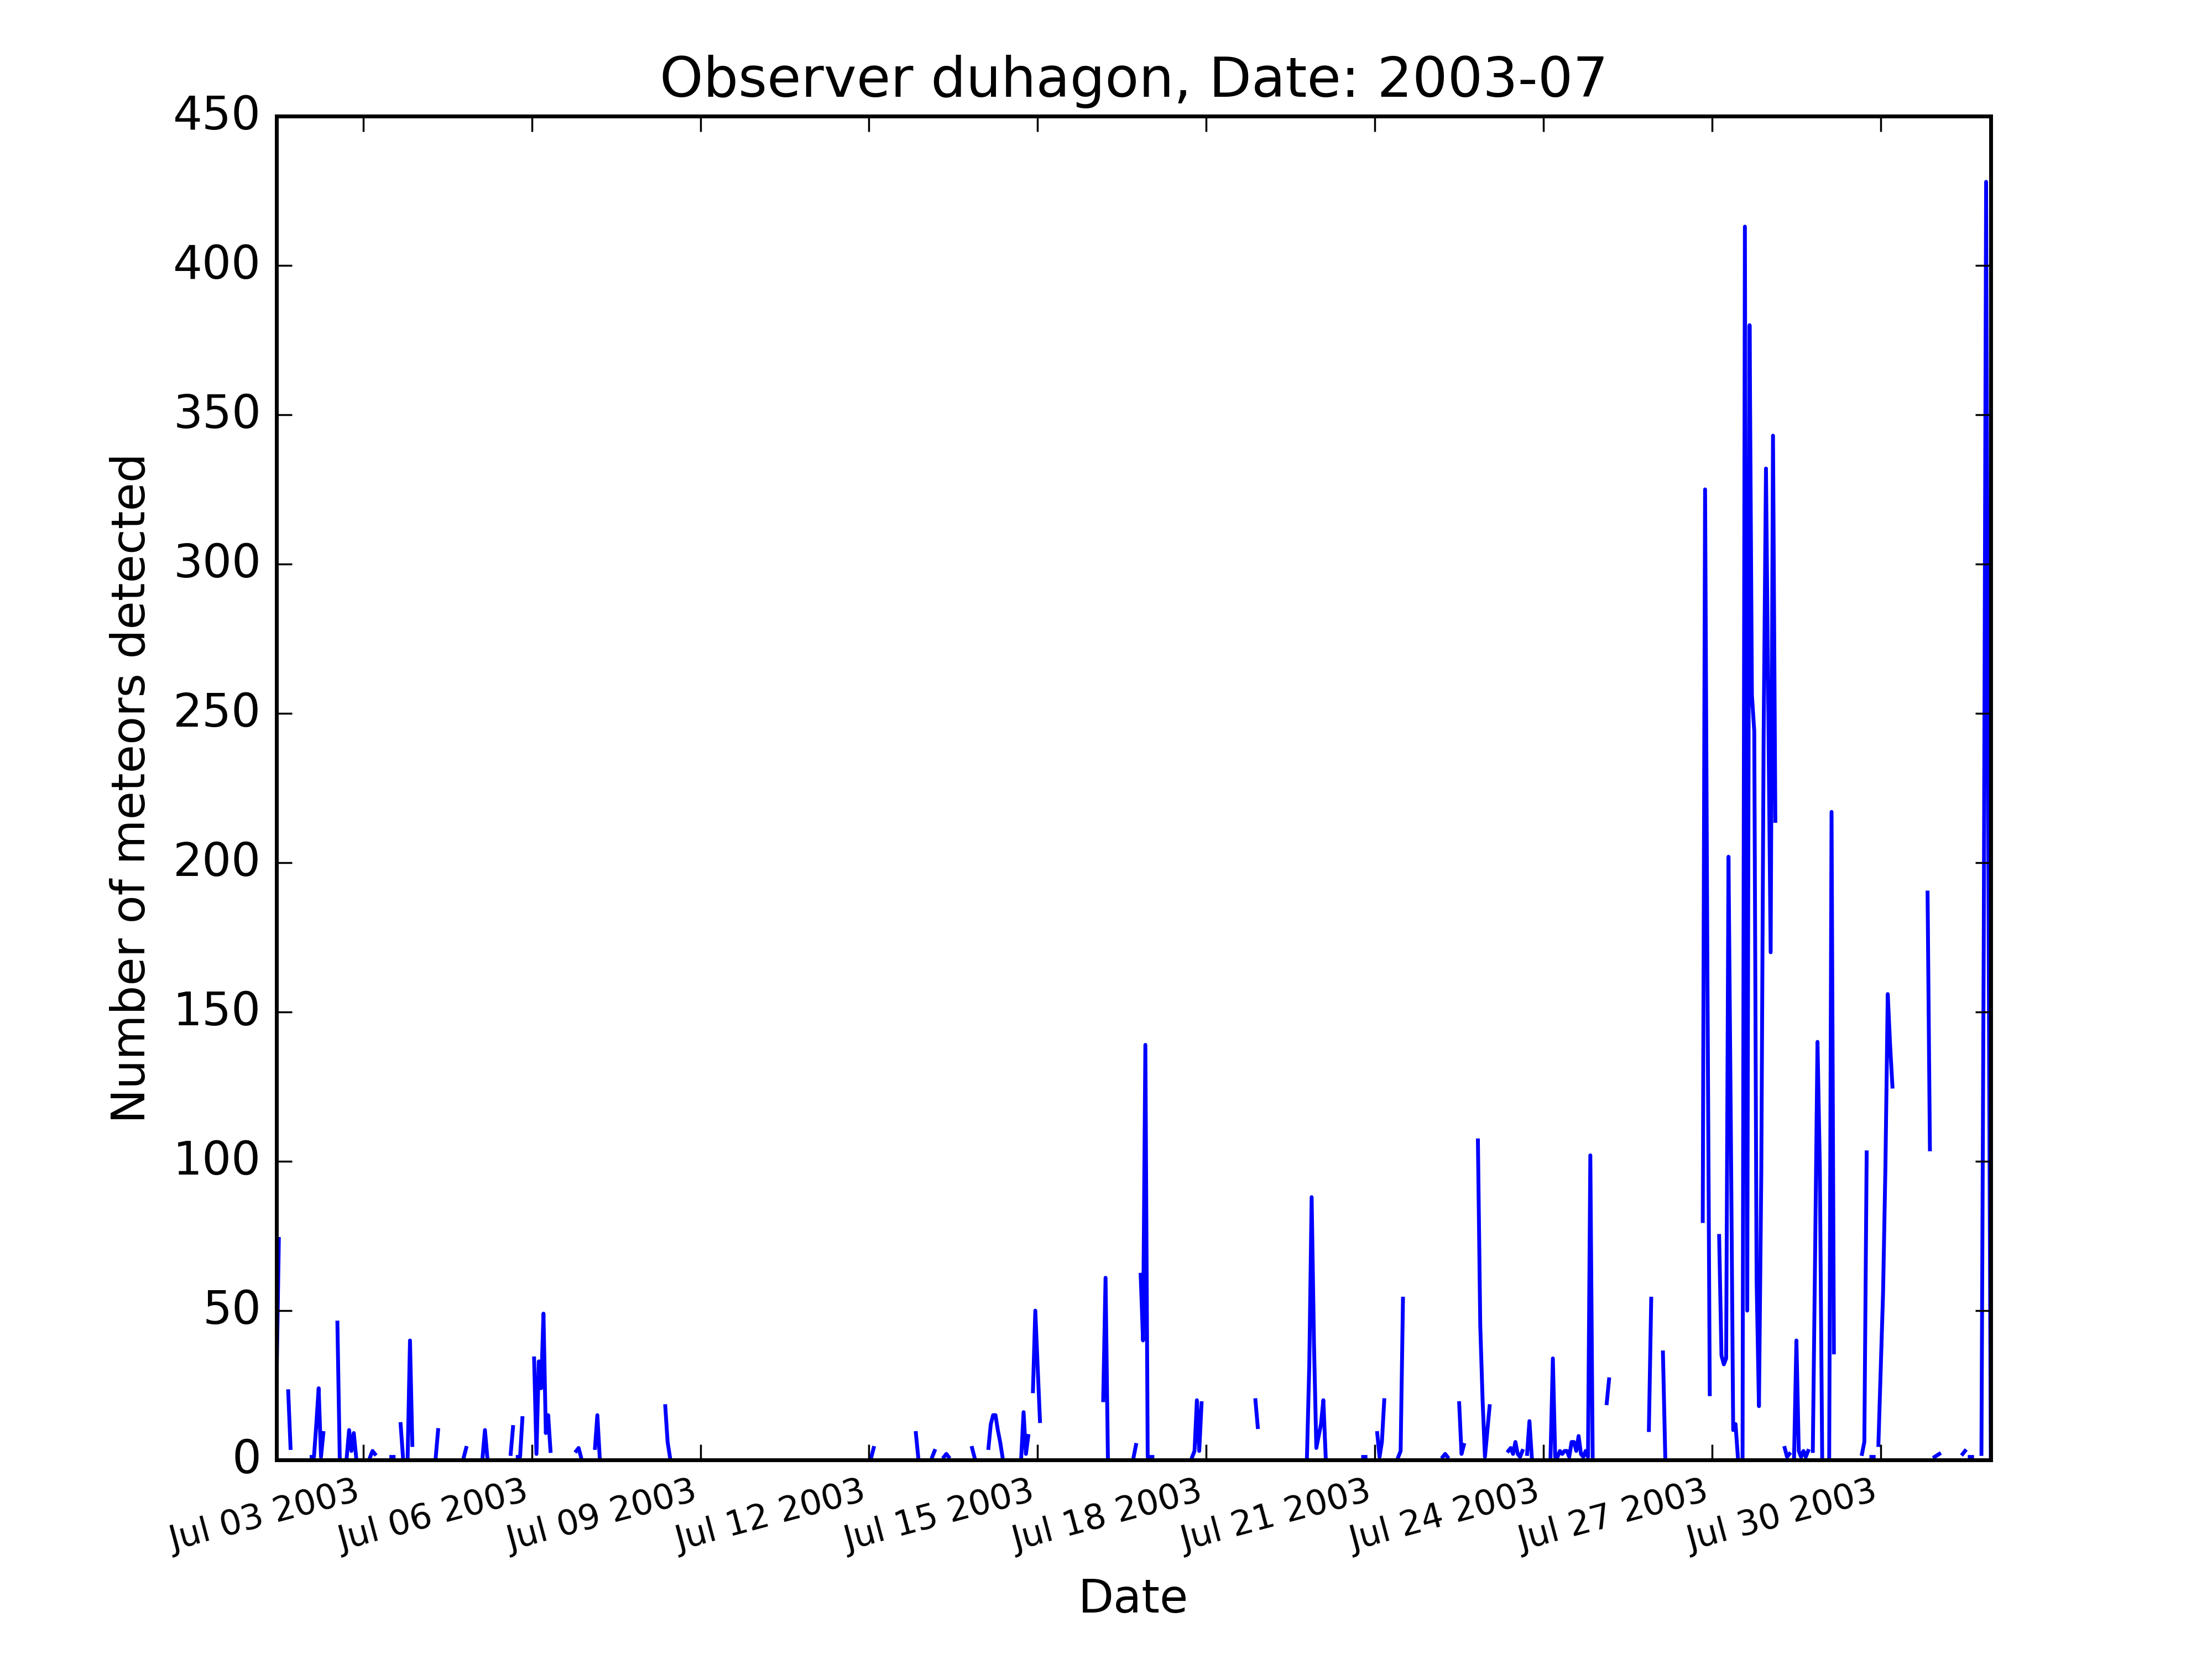 Observer duhagon, Date: 2003-07
450
400
350
300
250
200
150
100
50
0
Number of meteors detected
Jul 03 2003
Jul 06 2003
Jul 09 2003
Jul 12 2003
Jul 15 2003
Jul 18 2003
Jul 21 2003
Jul 24 2003
Jul 27 2003
Jul 30 2003
Date